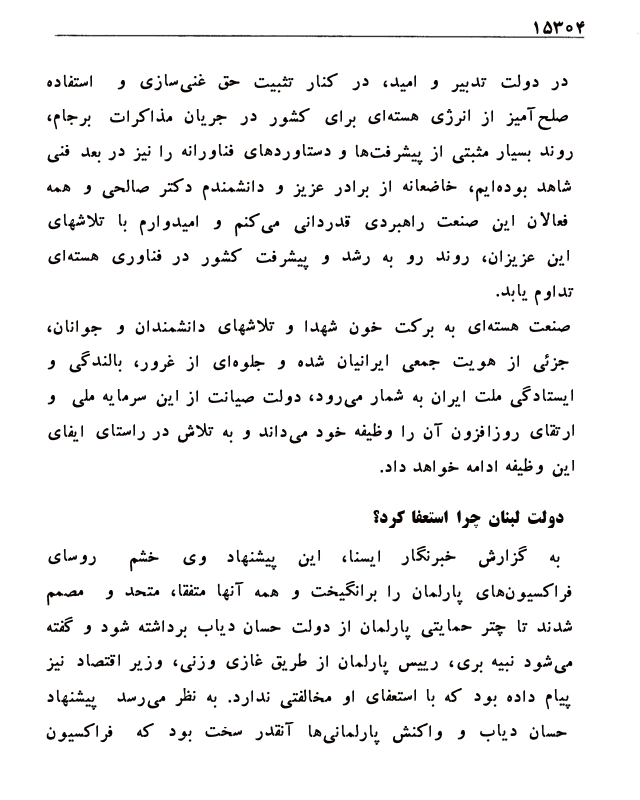 ۱۵۳۰۴
در دولت تدبیر و امید، در کنار تثبیت حق غنی‌سازی و استفاده
صلح‌آمیز از انرژی هسته‌ای برای کشور در جریان مذاکرات برجام،
روند بسیار مثبتی از پیشرفت‌ها و دستاوردهای فناورانه را نیز در بعد فنی
شاهد بوده‌ایم، خاضعانه از برادر عزیز و دانشمندم دکتر صالحی و همه
فعالان این صنعت راهبردی قدردانی می‌کنم و امیدوارم با تلاشهای
این عزیزان، روند رو به رشد و پیشرفت کشور در فناوری هسته‌ای
تداوم یابد.
صنعت هسته‌ای به برکت خون شهدا و تلاشهای دانشمندان و جوانان،
جزئی از هویت جمعی ایرانیان شده و جلوه‌ای از غرور، بالندگی و
ایستادگی ملت ایران به شمار می‌رود، دولت صیانت از این سرمایه ملی و
ارتقای روزافزون آن را وظیفه خود می‌داند و به تلاش در راستای ایفای
این وظیفه ادامه خواهد داد.
دولت لبنان چرا استعفا کرد؟
به گزارش خبرنگار ایسنا، این پیشنهاد وی خشم روسای
فراکسیون‌های پارلمان را برانگیخت و همه آنها متفقا، متحد و مصمم
شدند تا چتر حمایتی پارلمان از دولت حسان دیاب برداشته شود و گفته
می‌شود نبیه بری، رییس پارلمان از طریق غازی وزنی، وزیر اقتصاد نیز
پیام داده بود که با استعفای او مخالفتی ندارد. به نظر می‌رسد پیشنهاد
حسان دیاب و واکنش پارلمانی‌ها آنقدر سخت بود که فراکسیون